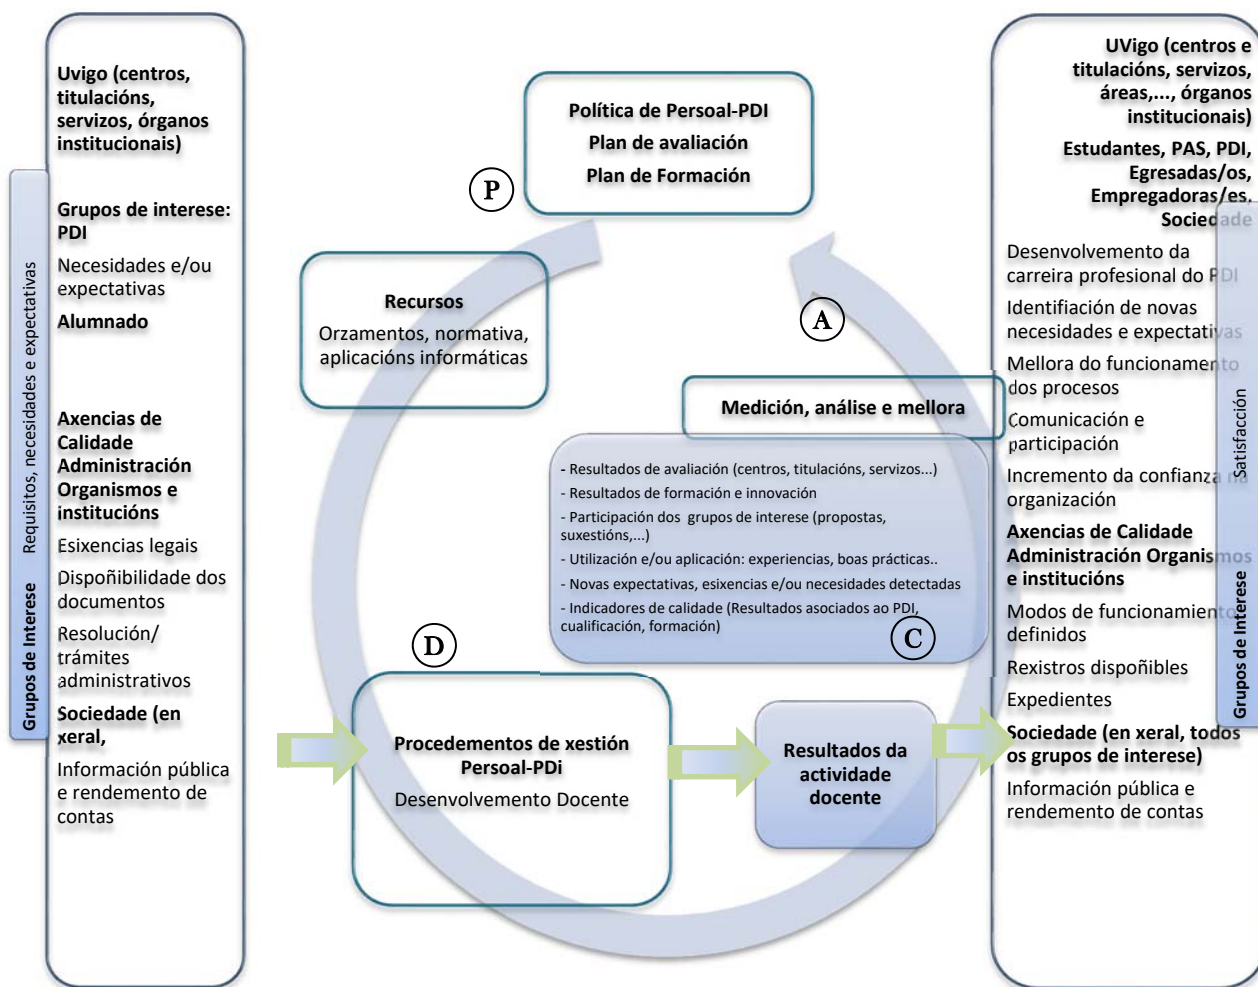 Uvigo (centros,
titulacións,
servizos, órganos
institucionais)
Grupos de interese:
PDI
Necesidades e/ou
expectativas
Alumnado
Axencias de
Calidade
Administración
Organismos e
institucións
Esixencias legais
Dispoñibilidade dos
documentos
Resolución/
trámites
administrativos
Sociedade (en
xeral,
Información pública
e rendemento de
contas
Grupos de Interese Requisitos, necesidades e expectativas
Política de Persoal-PDI
Plan de avaliación
Plan de Formación
P
Recursos
Orzamentos, normativa,
aplicacións informáticas
A
Medición, análise e mellora
- Resultados de avaliación (centros, titulacións, servizos...)
- Resultados de formación e innovación
- Participación dos grupos de interese (propostas,
suxestións,...)
- Utilización e/ou aplicación: experiencias, boas prácticas..
- Novas expectativas, esixencias e/ou necesidades detectadas
- Indicadores de calidade (Resultados asociados ao PDI,
cualificación, formación)
C
D
Procedementos de xestión
Persoal-PDi
Desenvolvemento Docente
Resultados da
actividade
docente
UVigo (centros e
titulacións, servizos,
áreas,..., órganos
institucionais)
Estudantes, PAS, PDI,
Egresadas/os,
Empregadoras/es,
Sociedade
Desenvolvemento da
carreira profesional do PDI
Identifiación de novas
necesidades e expectativas
Mellora do funcionamento
dos procesos
Comunicación e
participación
Incremento da confianza na
organización
Axencias de Calidade
Administración Organismos
e institucións
Modos de funcionamiento
definidos
Rexistros dispoñibles
Expedientes
Sociedade (en xeral, todos
os grupos de interese)
Información pública e
rendemento de contas
Grupos de Interese Satisfacción